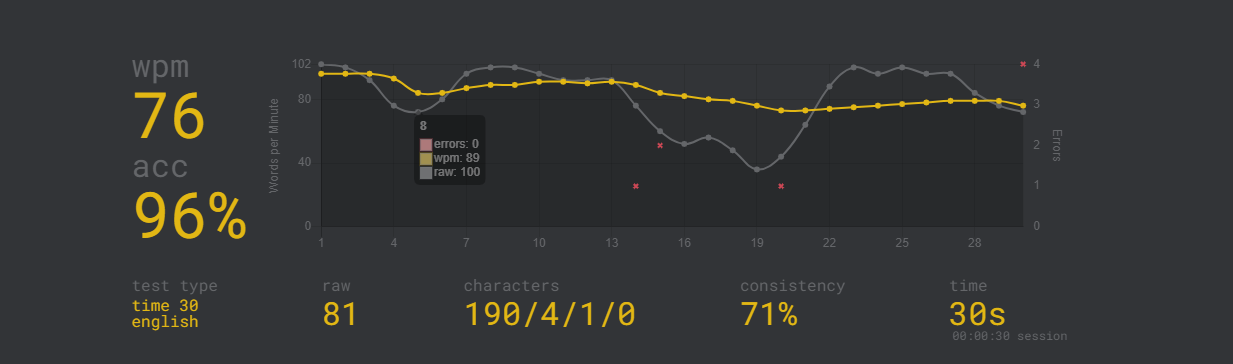 wpm
76
acc
96%
Words per Minute
102
80
40
0
8
errors: 0
wpm: 89
raw: 100
4
3
2
1
0
Errors
1 4 7 10 13 16 19 22 25 28
test type
time 30
english
raw
81
characters
190/4/1/0
consistency
71%
time
30s
00:00:30 session